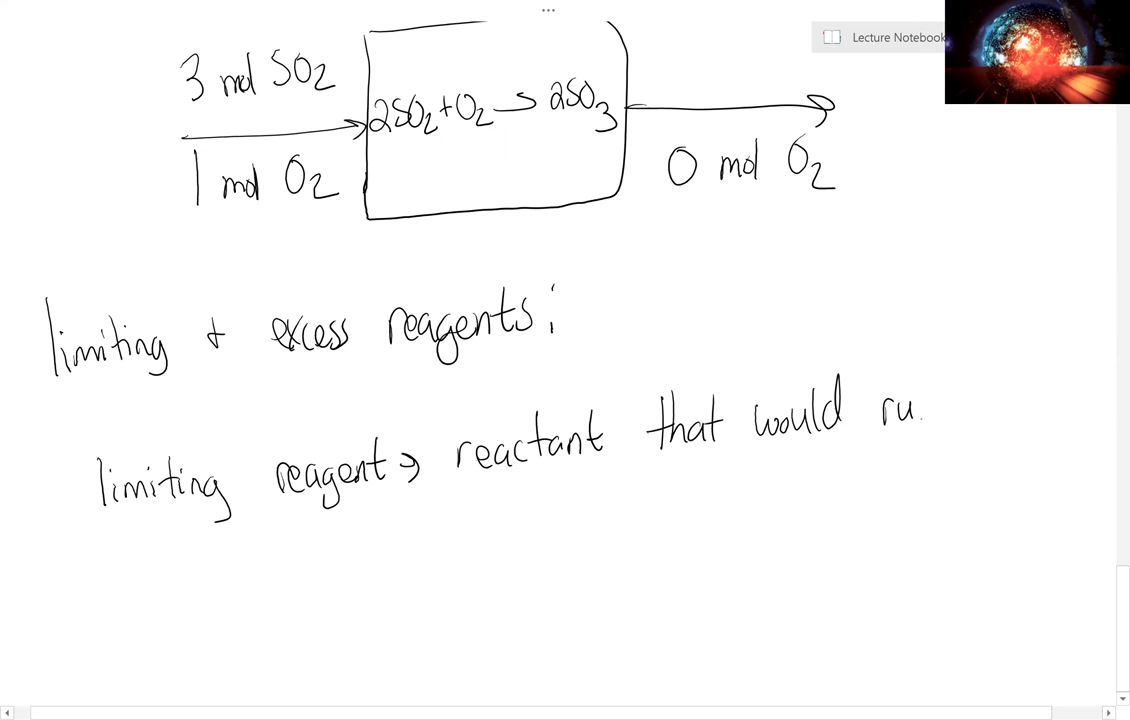 Lecture Notebook
3 mol SO2
2SO2+O2 → 2SO3
1 mol O2
0 mol O2
limiting + excess reagents:
limiting reagent → reactant that would ru